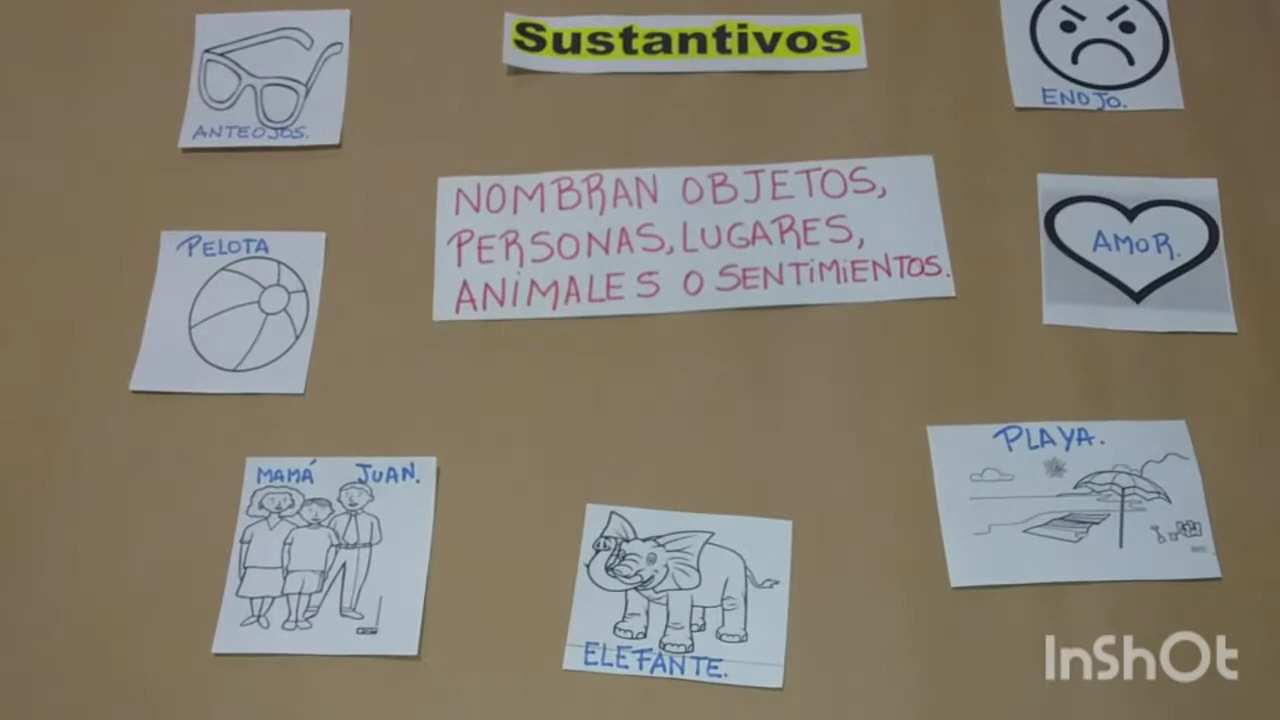 Sustantivos
ENOJO.
ANTEOJOS.
NOMBRAN OBJETOS,
PERSONAS, LUGARES,
ANIMALES O SENTIMIENTOS.
AMOR.
PELOTA
PLAYA.
MAMÁ JUAN.
ELEFANTE.
InShOt